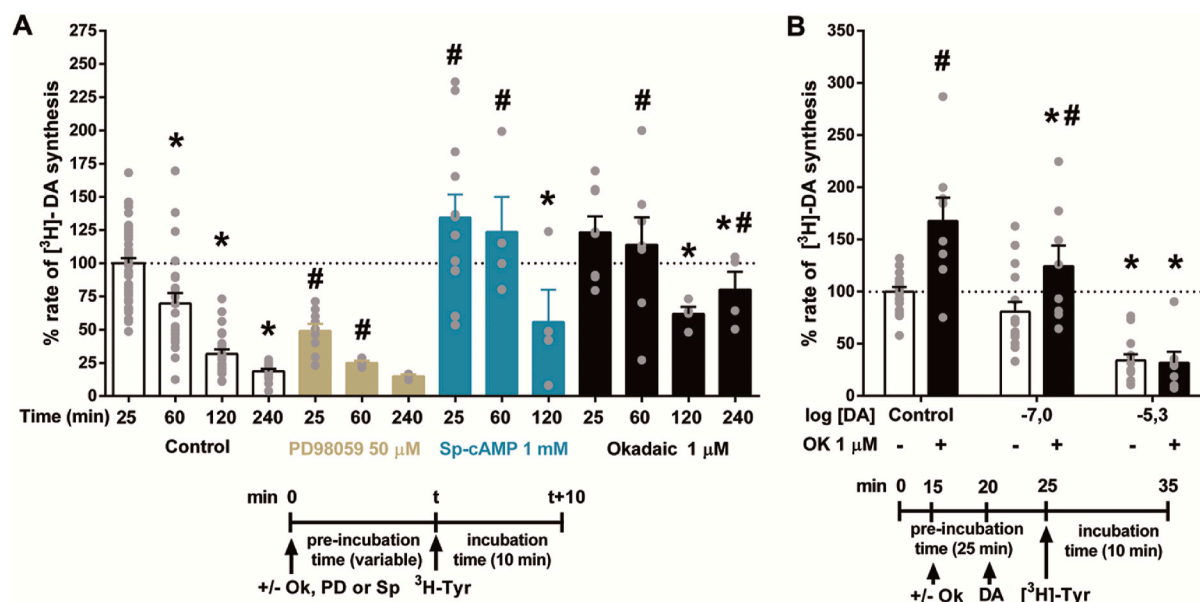 A
% rate of [³H]- DA synthesis
275
250
225
200
175
150
125
100
75
50
25
0
* * * # # # # * # * *#
Time (min) 25 60 120 240 25 60 240 25 60 120 25 60 120 240
Control PD98059 50 μM Sp-cAMP 1 mM Okadaic 1 μM
min 0 t t+10
pre-incubation incubation
time (variable) time (10 min)
+/- Ok, PD or Sp ³H-Tyr
B
% rate of [³H]-DA synthesis
350
300
250
200
150
100
50
0
# *# * *
log [DA] Control -7,0 -5,3
OK 1 μM - + - + - +
min 0 15 20 25 35
pre-incubation incubation
time (25 min) time (10 min)
+/- Ok DA [³H]-Tyr